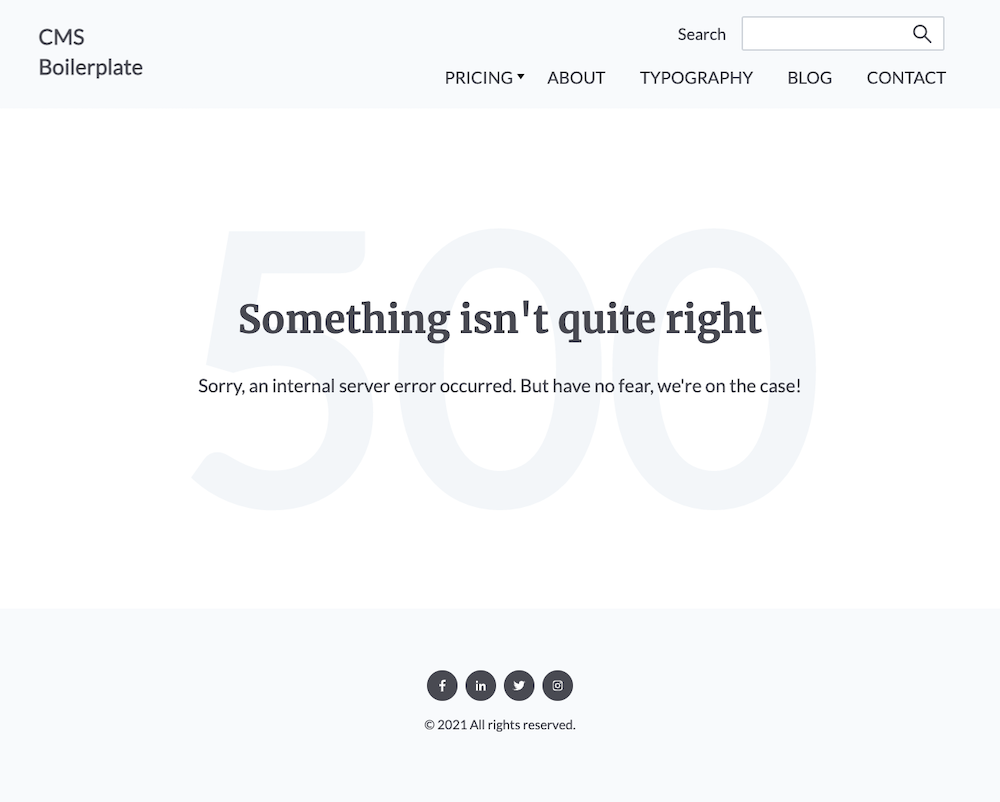 CMS
Boilerplate
Search
PRICING ABOUT TYPOGRAPHY BLOG CONTACT
500
Something isn't quite right
Sorry, an internal server error occurred. But have no fear, we're on the case!
© 2021 All rights reserved.